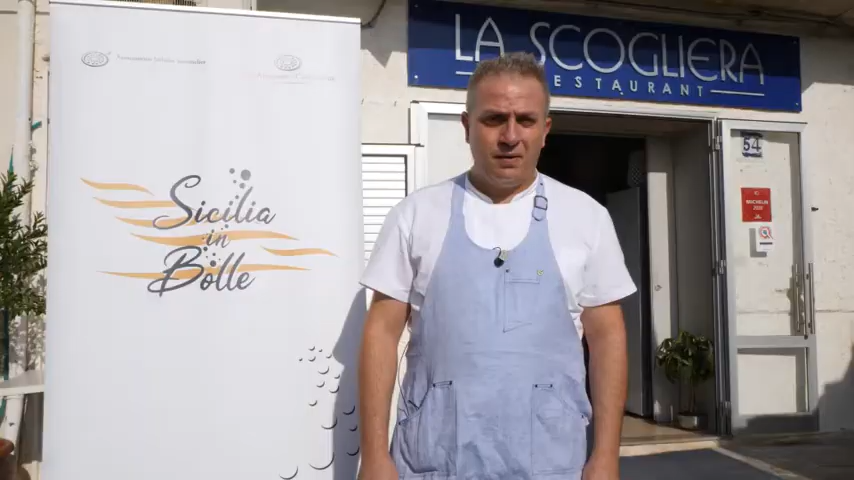 LA SCOGLIERA
RESTAURANT
Sicilia
in
Bolle
54
MICHELIN